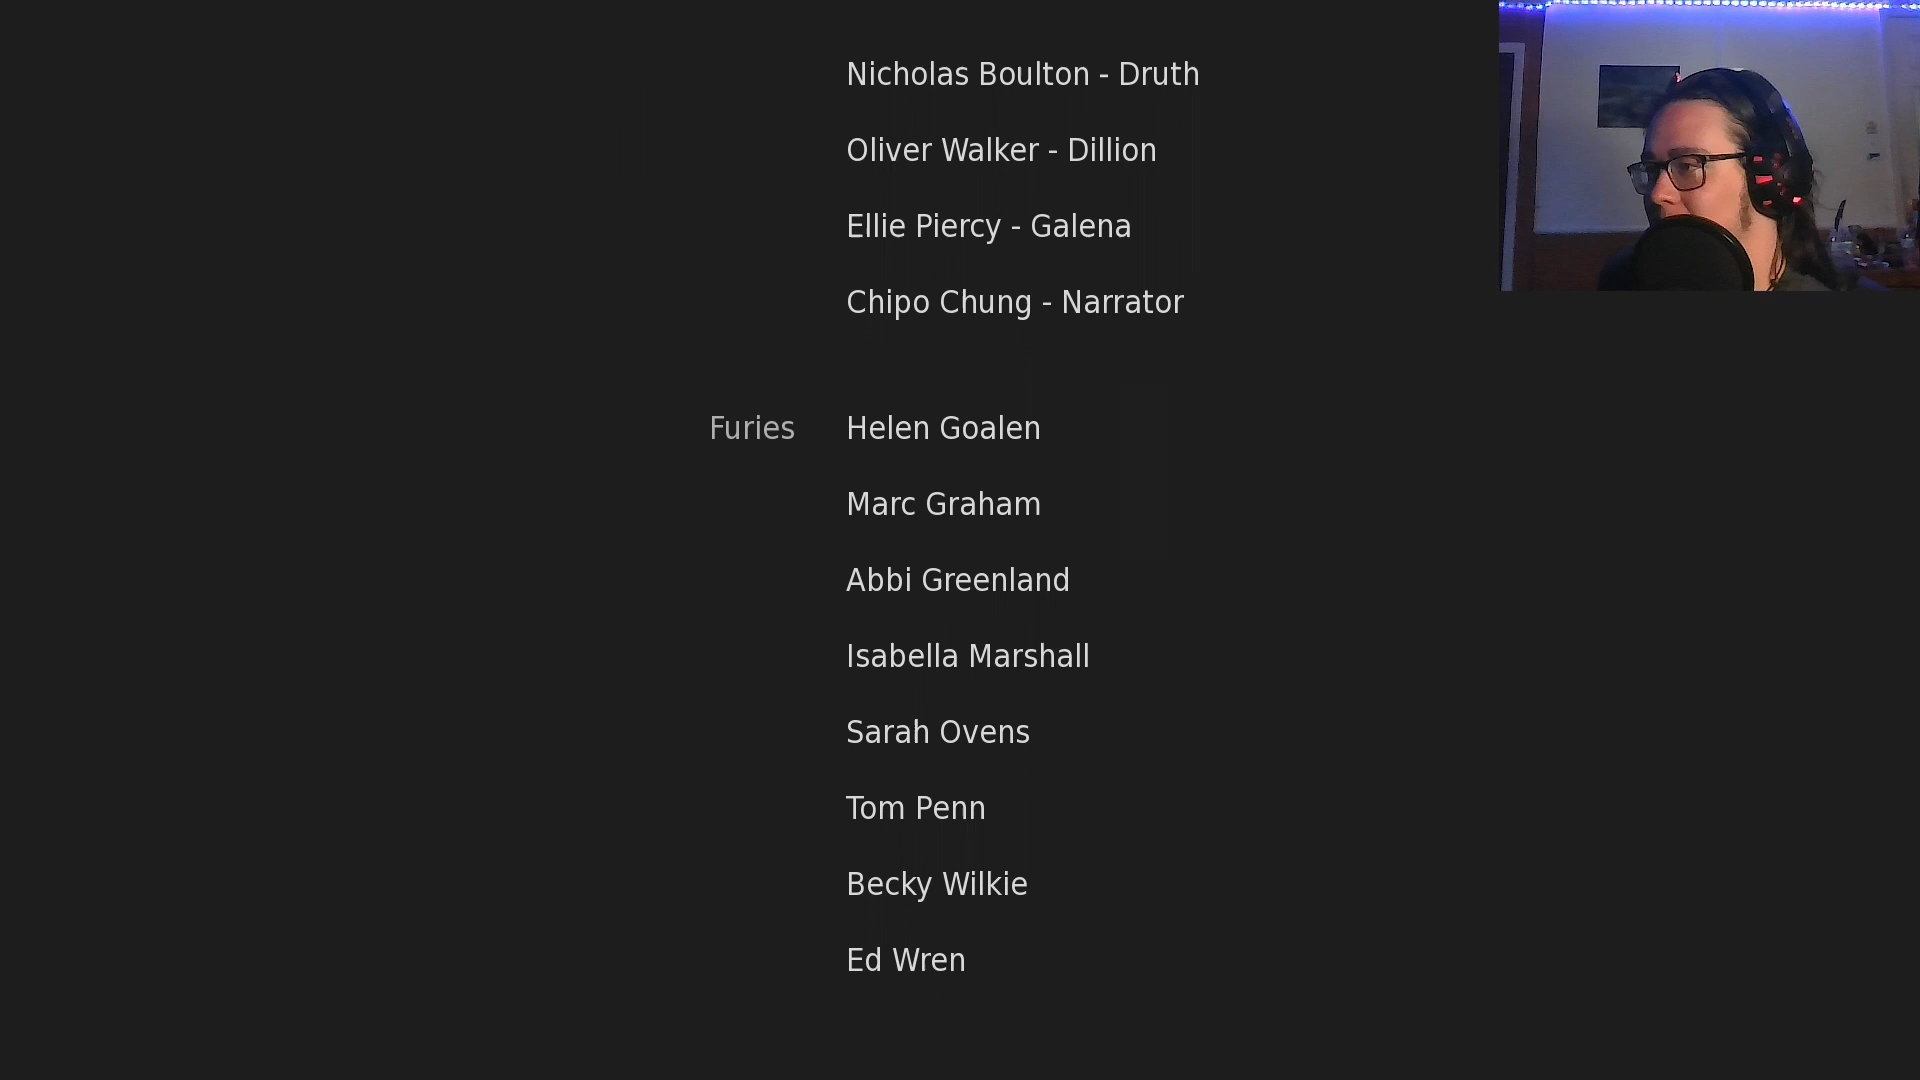 Nicholas Boulton - Druth
Oliver Walker - Dillion
Ellie Piercy - Galena
Chipo Chung - Narrator
Furies Helen Goalen
Marc Graham
Abbi Greenland
Isabella Marshall
Sarah Ovens
Tom Penn
Becky Wilkie
Ed Wren